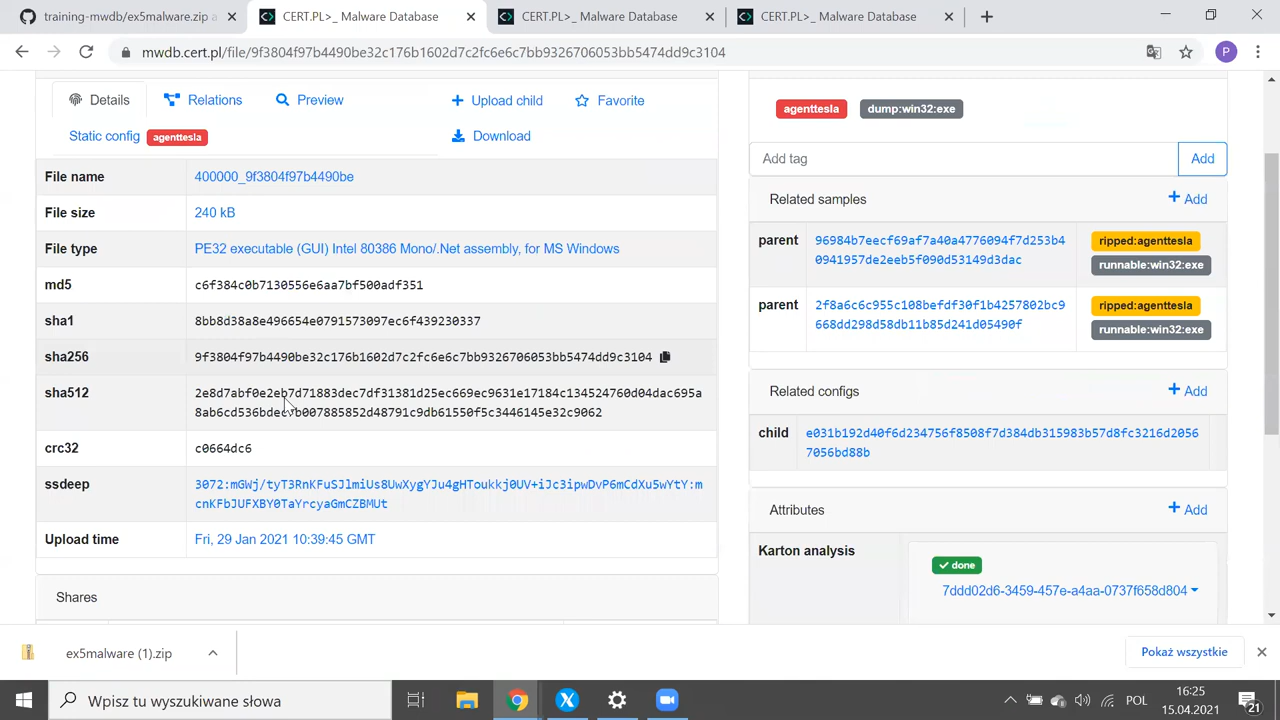 training-mwdb/ex5malware.zip a
CERT.PL>_ Malware Database
CERT.PL>_ Malware Database
CERT.PL>_ Malware Database
mwdb.cert.pl/file/9f3804f97b4490be32c176b1602d7c2fc6e6c7bb9326706053bb5474dd9c3104
P
Details
Relations
Preview
Upload child
Favorite
Static config agenttesla
Download
File name 400000_9f3804f97b4490be
File size 240 kB
File type PE32 executable (GUI) Intel 80386 Mono/.Net assembly, for MS Windows
md5 c6f384c0b7130556e6aa7bf500adf351
sha1 8bb8d38a8e496654e0791573097ec6f439230337
sha256 9f3804f97b4490be32c176b1602d7c2fc6e6c7bb9326706053bb5474dd9c3104
sha512 2e8d7abf0e2eb7d71883dec7df31381d25ec669ec9631e17184c134524760d04dac695a
crc32 c0664dc6
ssdeep 3072:mGWj/tyT3RnKFuSJlmiUs8UwXygYJu4gHToukkj0UV+iJc3ipwDvP6mCdXu5wYtY:m
cnKFbJUFXBY0TaYrcyaGmCZBMUt
Upload time Fri, 29 Jan 2021 10:39:45 GMT
Shares
agenttesla dump:win32:exe
Add tag Add
Related samples + Add
parent 96984b7eecf69af7a40a4776094f7d253b4
0941957de2eeb5f090d53149d3dac
ripped:agenttesla
runnable:win32:exe
parent 2f8a6c6c955c108befdf30f1b4257802bc9
668dd298d58db11b85d241d05490f
ripped:agenttesla
runnable:win32:exe
Related configs + Add
child e031b192d40f6d234756f8508f7d384db315983b57d8fc3216d2056
7056bd88b
Attributes + Add
Karton analysis
done
7ddd02d6-3459-457e-a4aa-0737f658d804
ex5malware (1).zip
Pokaż wszystkie
Wpisz tu wyszukiwane słowa
POL
16:25
15.04.2021
21